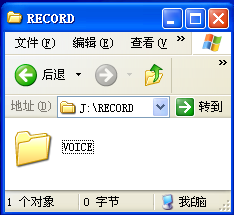 RECORD
文件(F) 编辑(E) 查看(V) »
后退 »
地址(D) J:\RECORD 转到
VOICE
1 个对象 0 字节 我的电脑